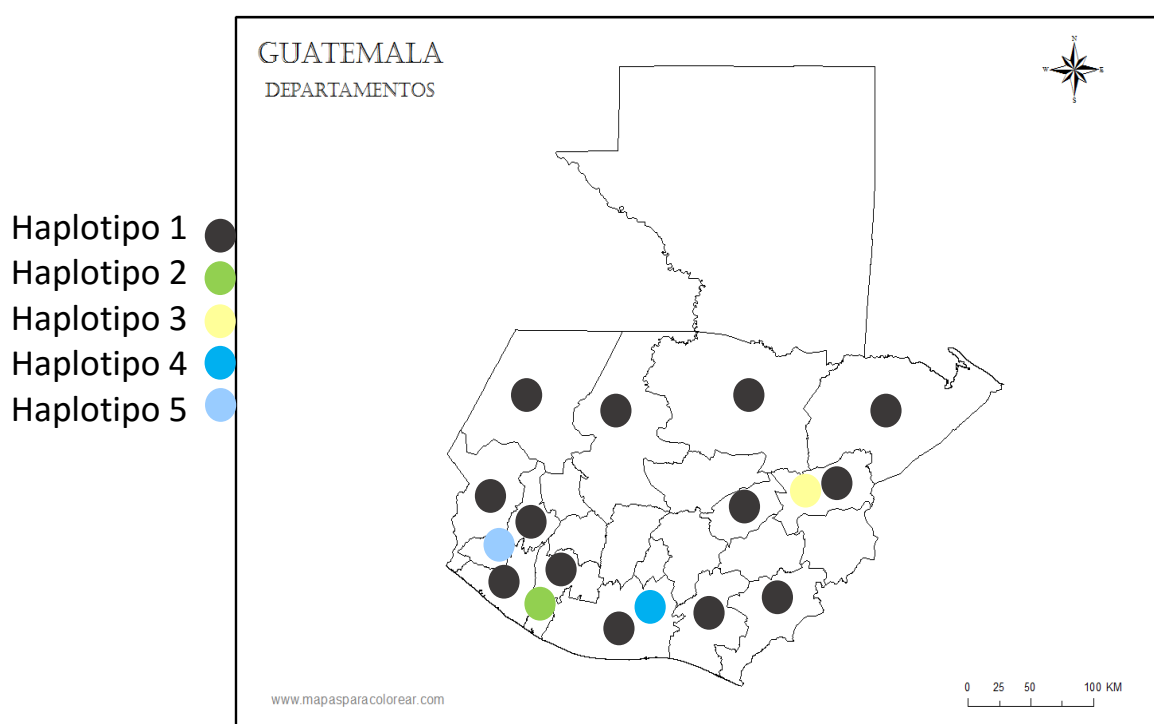 GUATEMALA
DEPARTAMENTOS
N
W E
S
Haplotipo 1
Haplotipo 2
Haplotipo 3
Haplotipo 4
Haplotipo 5
www.mapasparacolorear.com
0 25 50 100 KM